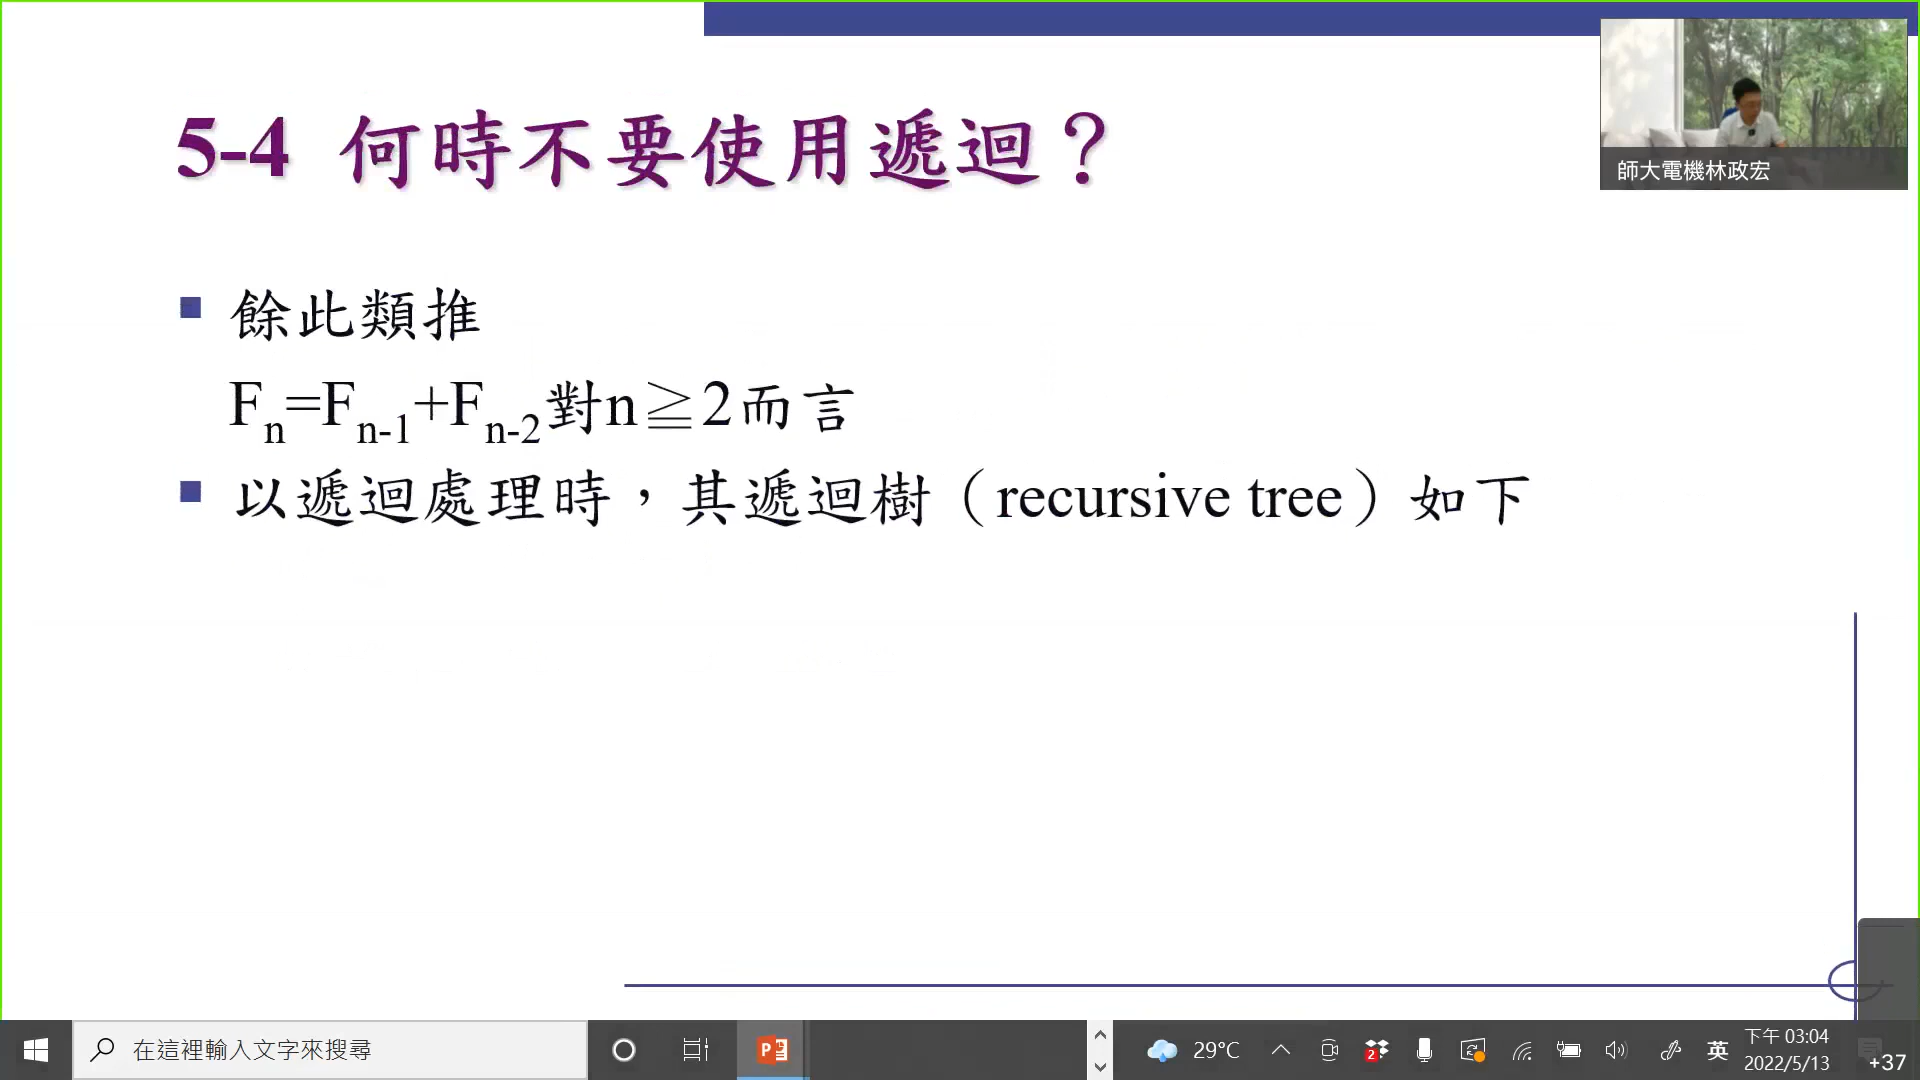 5-4 何時不要使用遞迴？
師大電機林政宏
餘此類推
Fn=Fn-1+Fn-2對n≧2而言
以遞迴處理時，其遞迴樹（recursive tree）如下
在這裡輸入文字來搜尋
29°C
2
英
下午 03:04
2022/5/13
+37